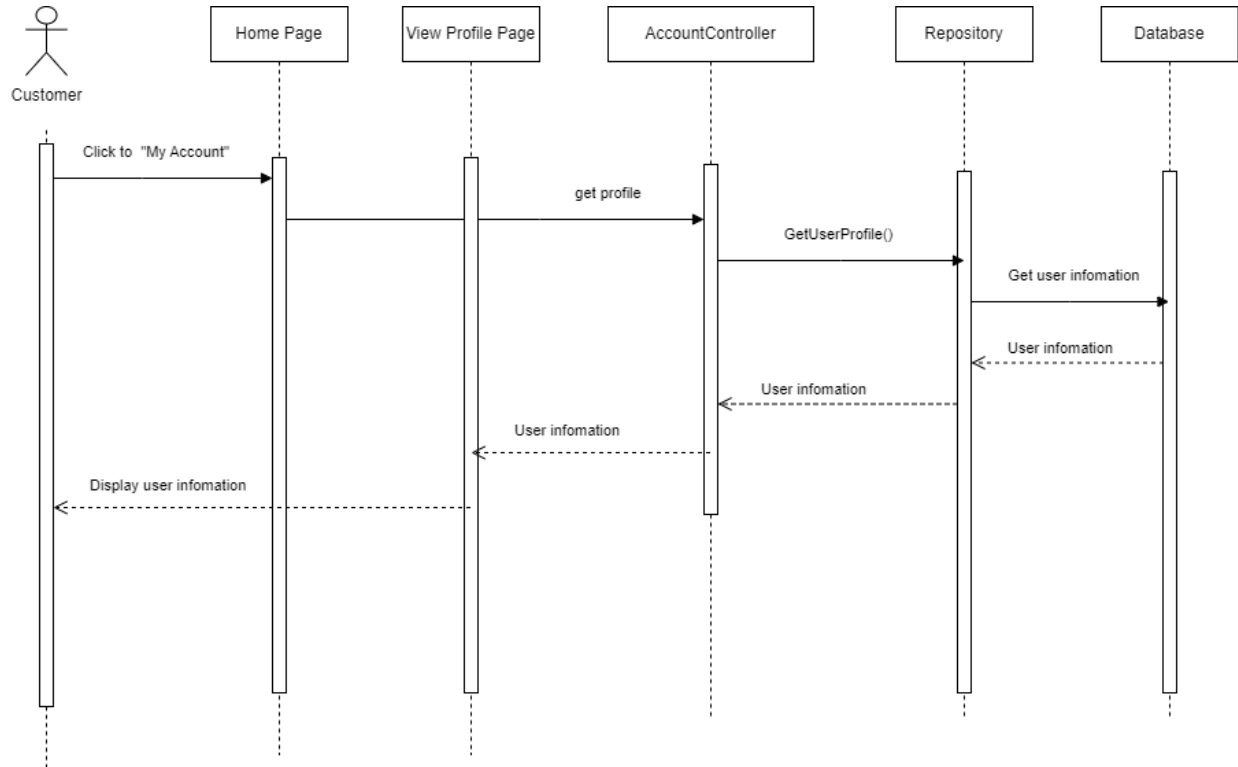 Home Page
View Profile Page
AccountController
Repository
Database
Customer
Click to "My Account"
get profile
GetUserProfile()
Get user infomation
User infomation
User infomation
User infomation
Display user infomation